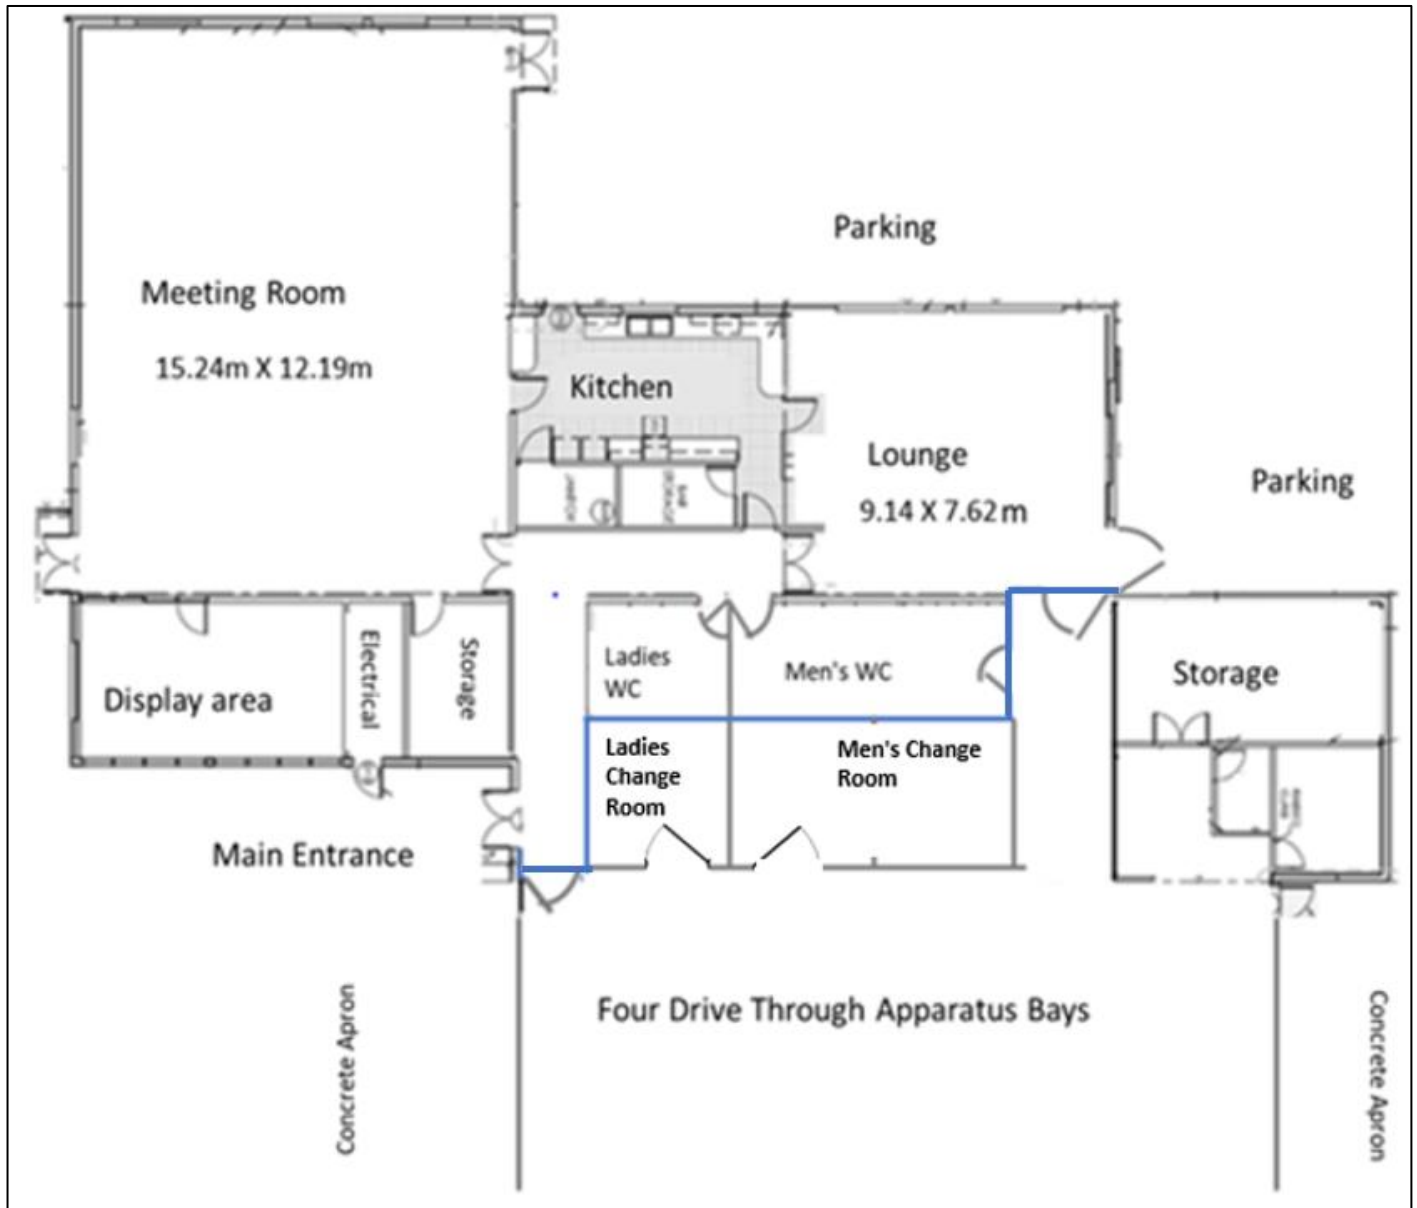 Parking
Meeting Room
15.24m X 12.19m
Kitchen
Lounge
9.14 X 7.62m
Parking
BAR
STORAGE
Display area
Electrical
Storage
Ladies
WC
Men's WC
Storage
Ladies
Change
Room
Men's Change
Room
Main Entrance
Four Drive Through Apparatus Bays
Concrete Apron
Concrete Apron